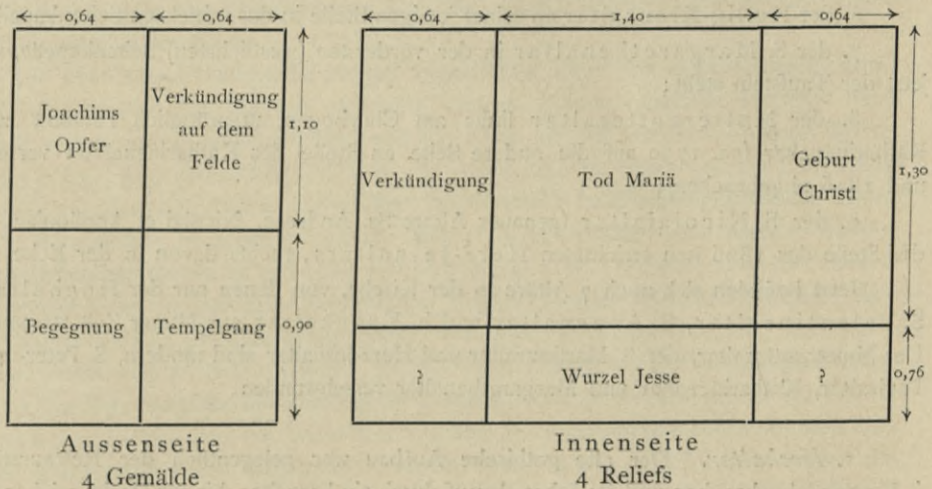 0,64 0,64
Joachims
Opfer
Verkündigung
auf dem
Felde
1,10
Begegnung
Tempelgang
0,90
Aussenseite
4 Gemälde
0,64 1,40 0,64
Verkündigung
Tod Mariä
Geburt
Christi
1,30
?
Wurzel Jesse
?
0,76
Innenseite
4 Reliefs